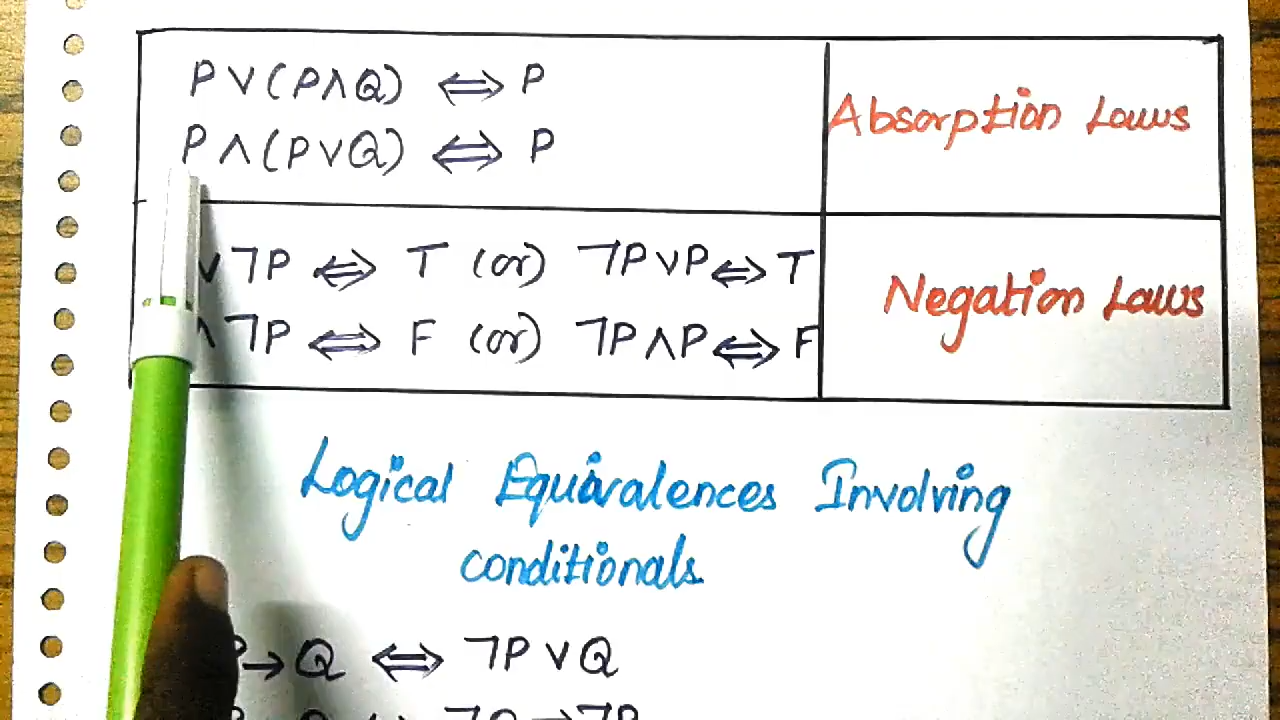 P ∨ (P ∧ Q) ⇔ P
P ∧ (P ∨ Q) ⇔ P
Absorption Laws
∨ ¬P ⇔ T (or) ¬P ∨ P ⇔ T
∧ ¬P ⇔ F (or) ¬P ∧ P ⇔ F
Negation Laws
Logical Equivalences Involving
conditionals
P → Q ⇔ ¬P ∨ Q